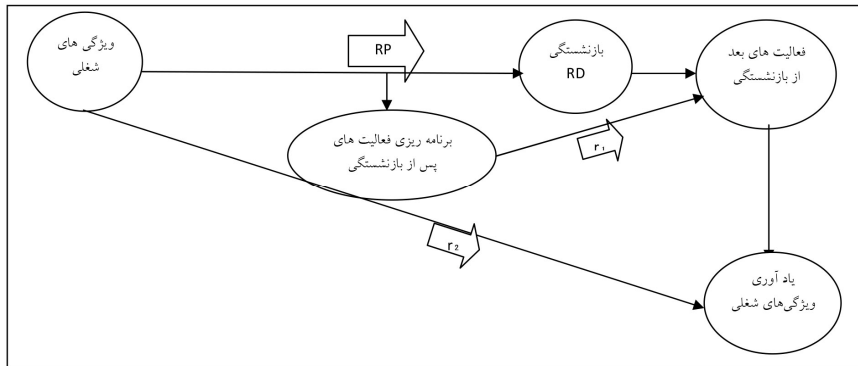 ویژگی های
شغلی
RP
بازنشستگی
RD
فعالیت های بعد
از بازنشستگی
برنامه ریزی فعالیت های
پس از بازنشستگی
r₁
r₂
یاد آوری
ویژگی‌های شغلی